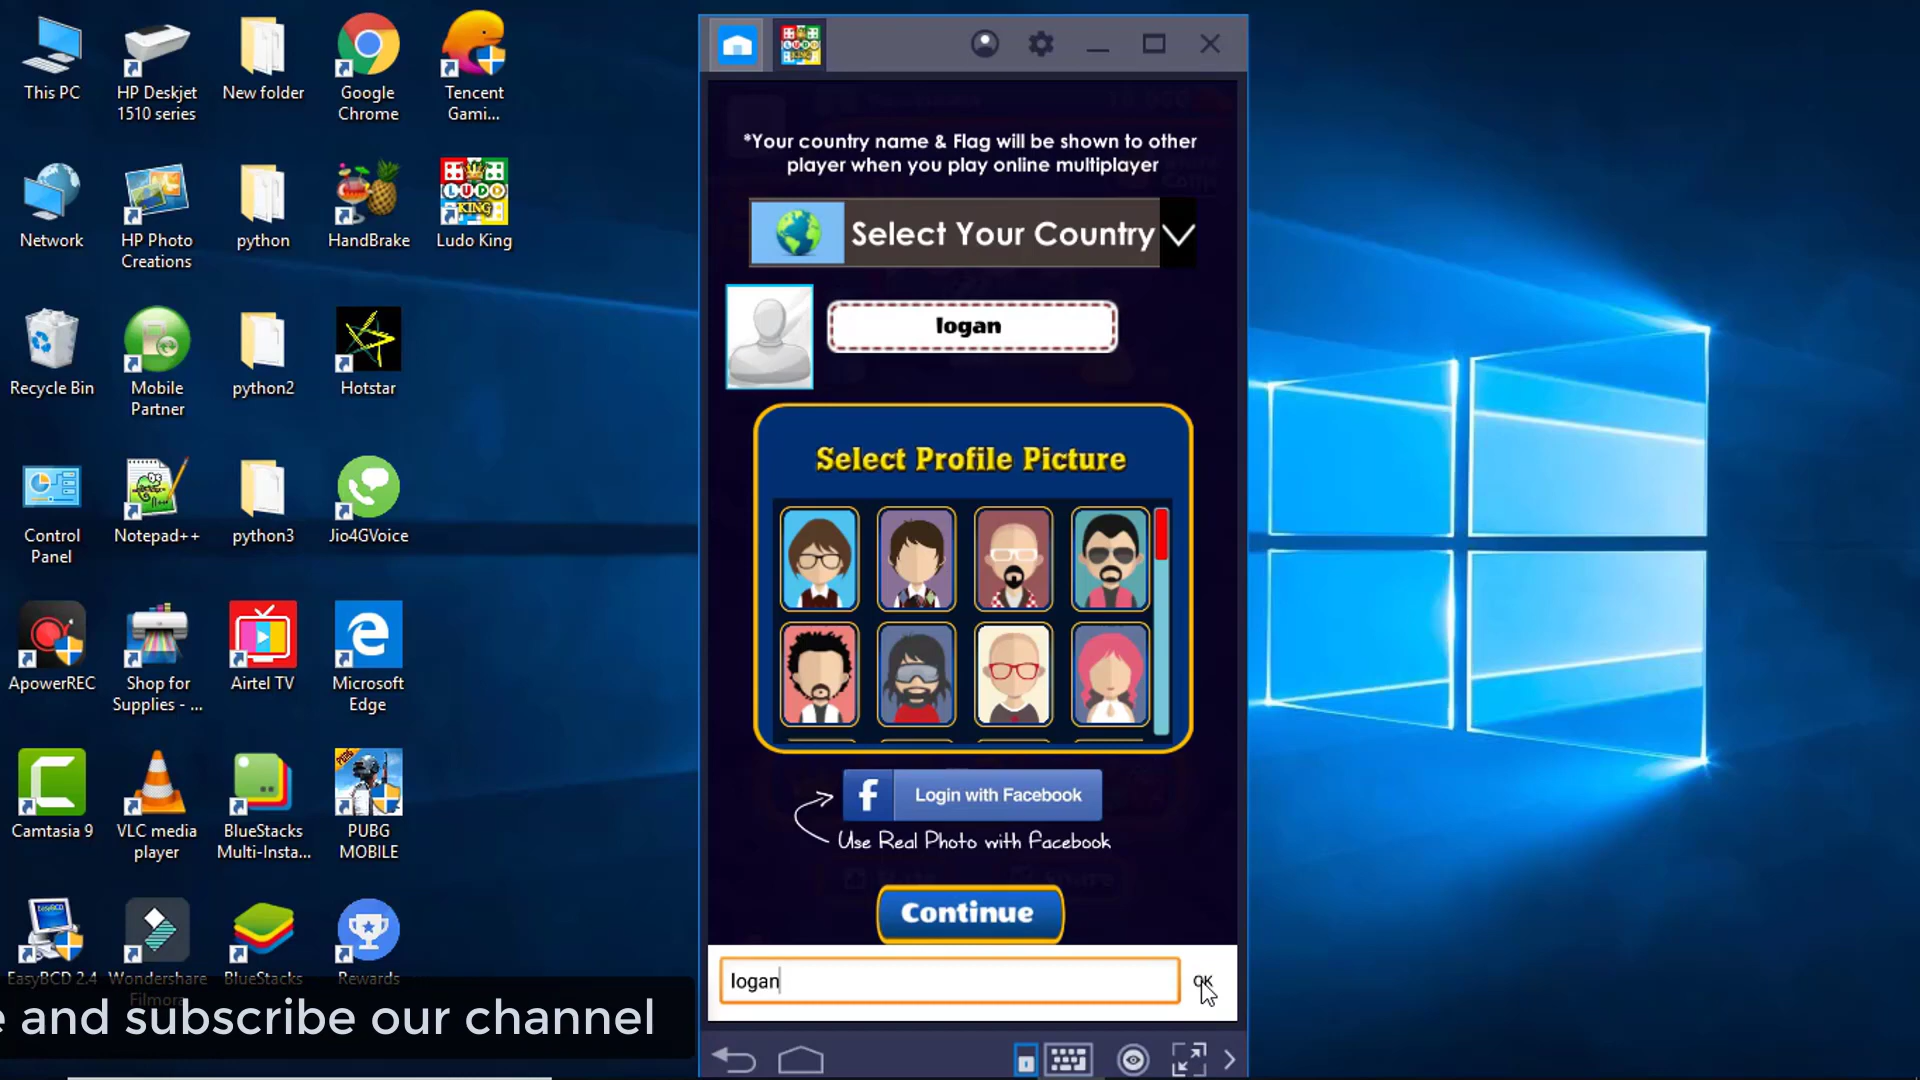 This PC
HP Deskjet
1510 series
New folder
Google
Chrome
Tencent
Gami...
Network
HP Photo
Creations
python
HandBrake
LUDO
KING
Ludo King
Recycle Bin
Mobile
Partner
python2
Hotstar
Control
Panel
Notepad++
python3
Jio4GVoice
ApowerREC
Shop for
Supplies - ...
Airtel TV
Microsoft
Edge
Camtasia 9
VLC media
player
BlueStacks
Multi-Insta...
PUBG
MOBILE
EasyBCD 2.4
Wondershare
Filmora
BlueStacks
Rewards
and subscribe our channel
*Your country name & Flag will be shown to other
player when you play online multiplayer
Select Your Country
logan
Select Profile Picture
f Login with Facebook
Use Real Photo with Facebook
Continue
logan
OK